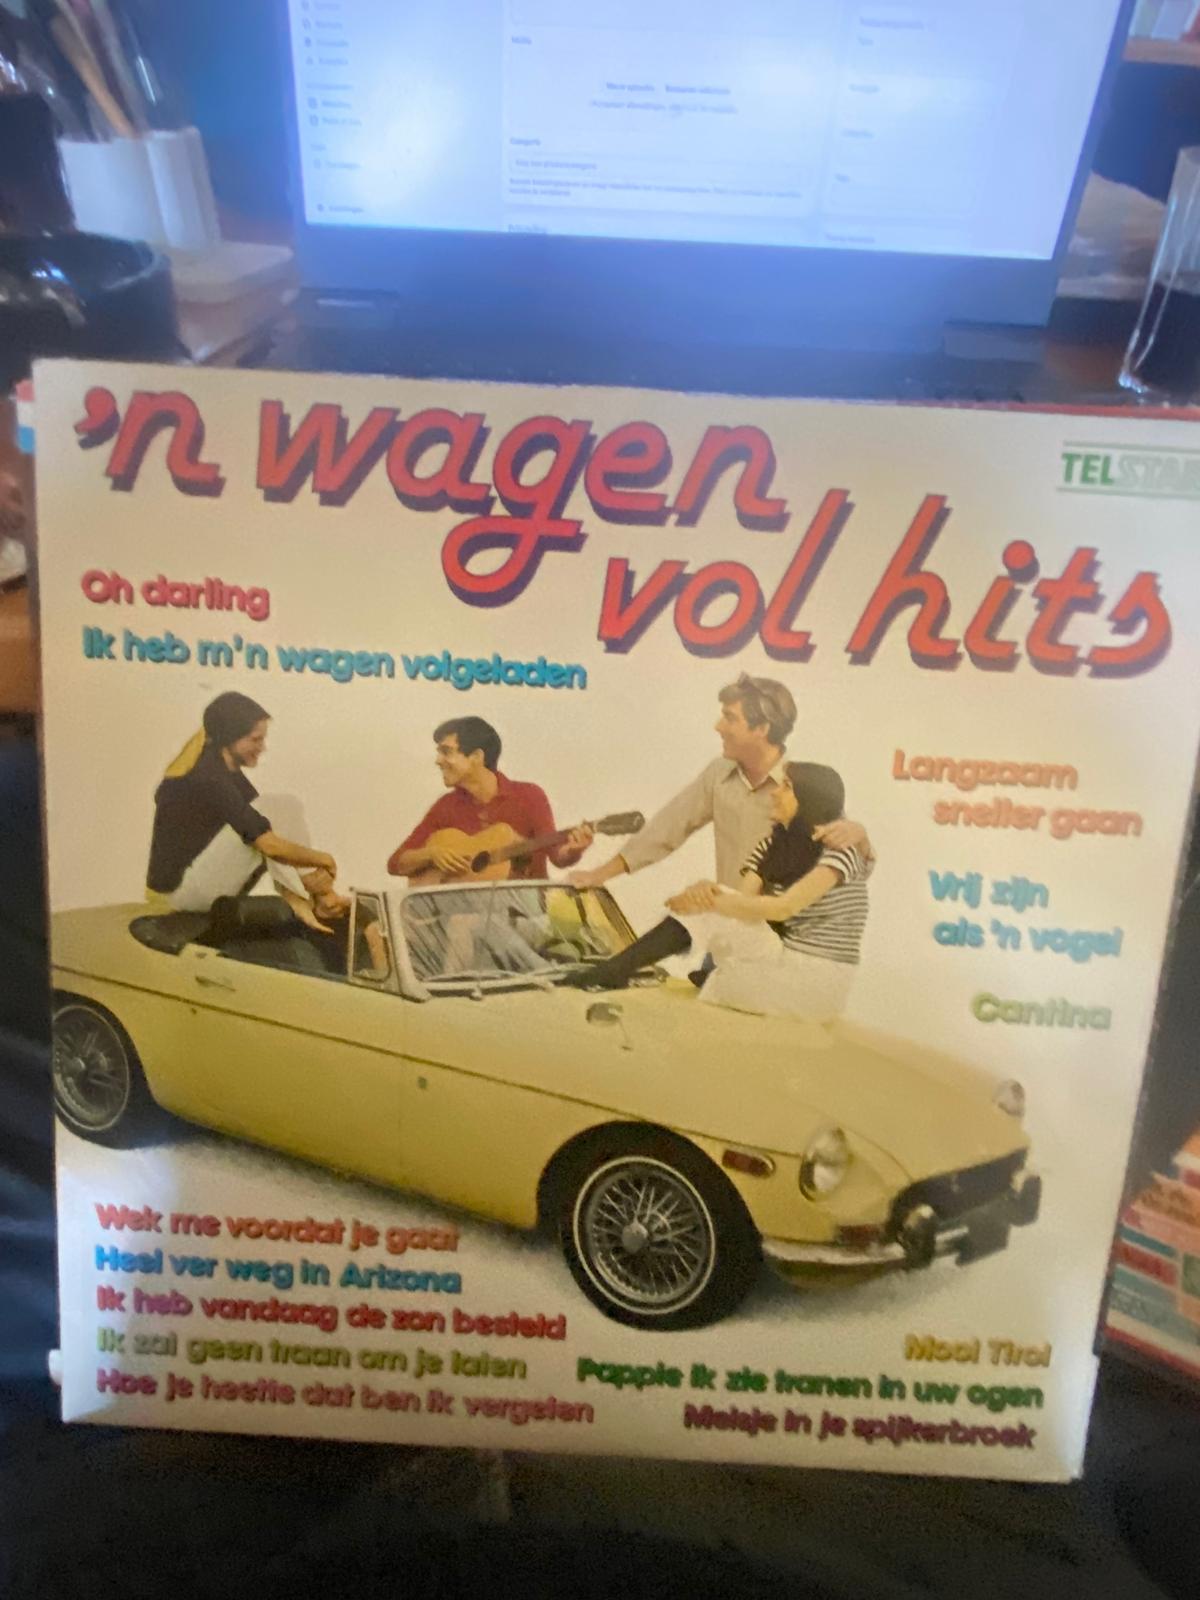 'n wagen
vol hits
TELSTAR
Oh darling
Ik heb m'n wagen volgeladen
Langzaam
sneller gaan
Vrij zijn
als 'n vogel
Cantina
Wek me voordat je gaat
Heel ver weg in Arizona
Ik heb vandaag de zon besteld
Ik zal geen traan om je laten
Hoe je heette dat ben ik vergeten
Mooi Tirol
Pappie ik zie tranen in uw ogen
Meisje in je spijkerbroek